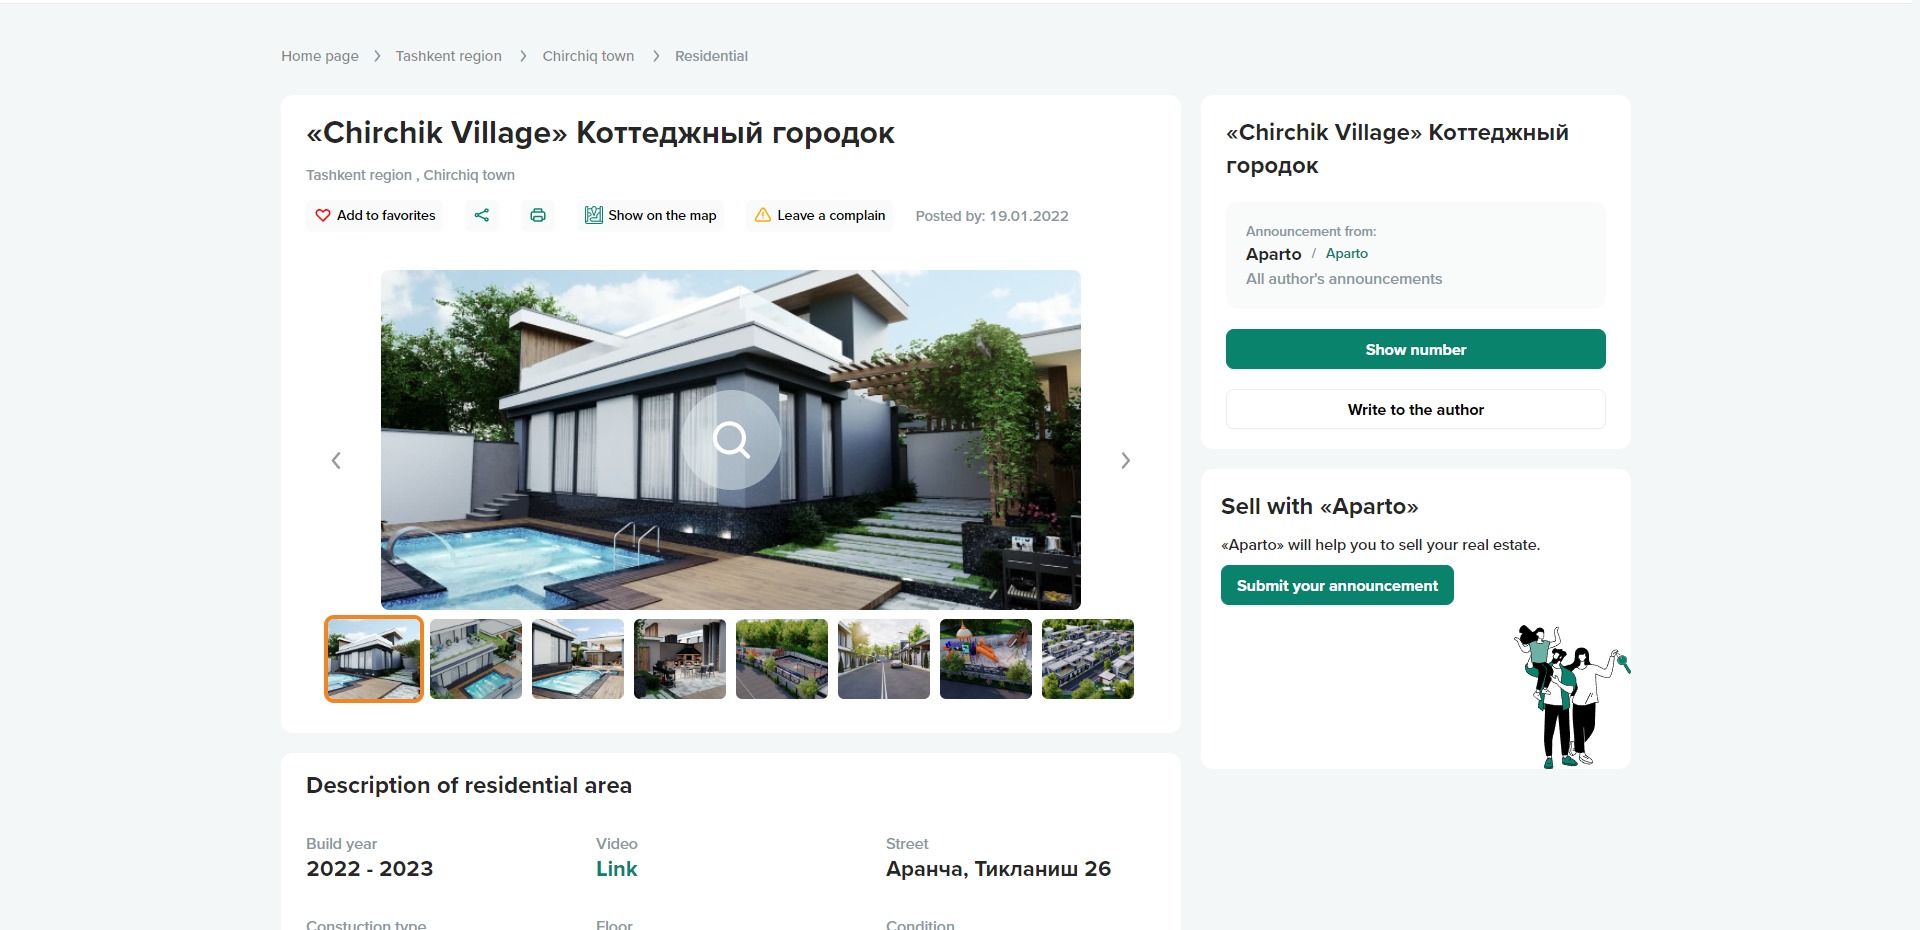 Home page > Tashkent region > Chirchiq town > Residential
«Chirchik Village» Коттеджный городок
Tashkent region , Chirchiq town
Add to favorites
Show on the map
Leave a complain
Posted by: 19.01.2022
Description of residential area
Build year
2022 - 2023
Video
Link
Street
Аранча, Тикланиш 26
Constuction type
Floor
Condition
«Chirchik Village» Коттеджный
городок
Announcement from:
Aparto / Aparto
All author's announcements
Show number
Write to the author
Sell with «Aparto»
«Aparto» will help you to sell your real estate.
Submit your announcement